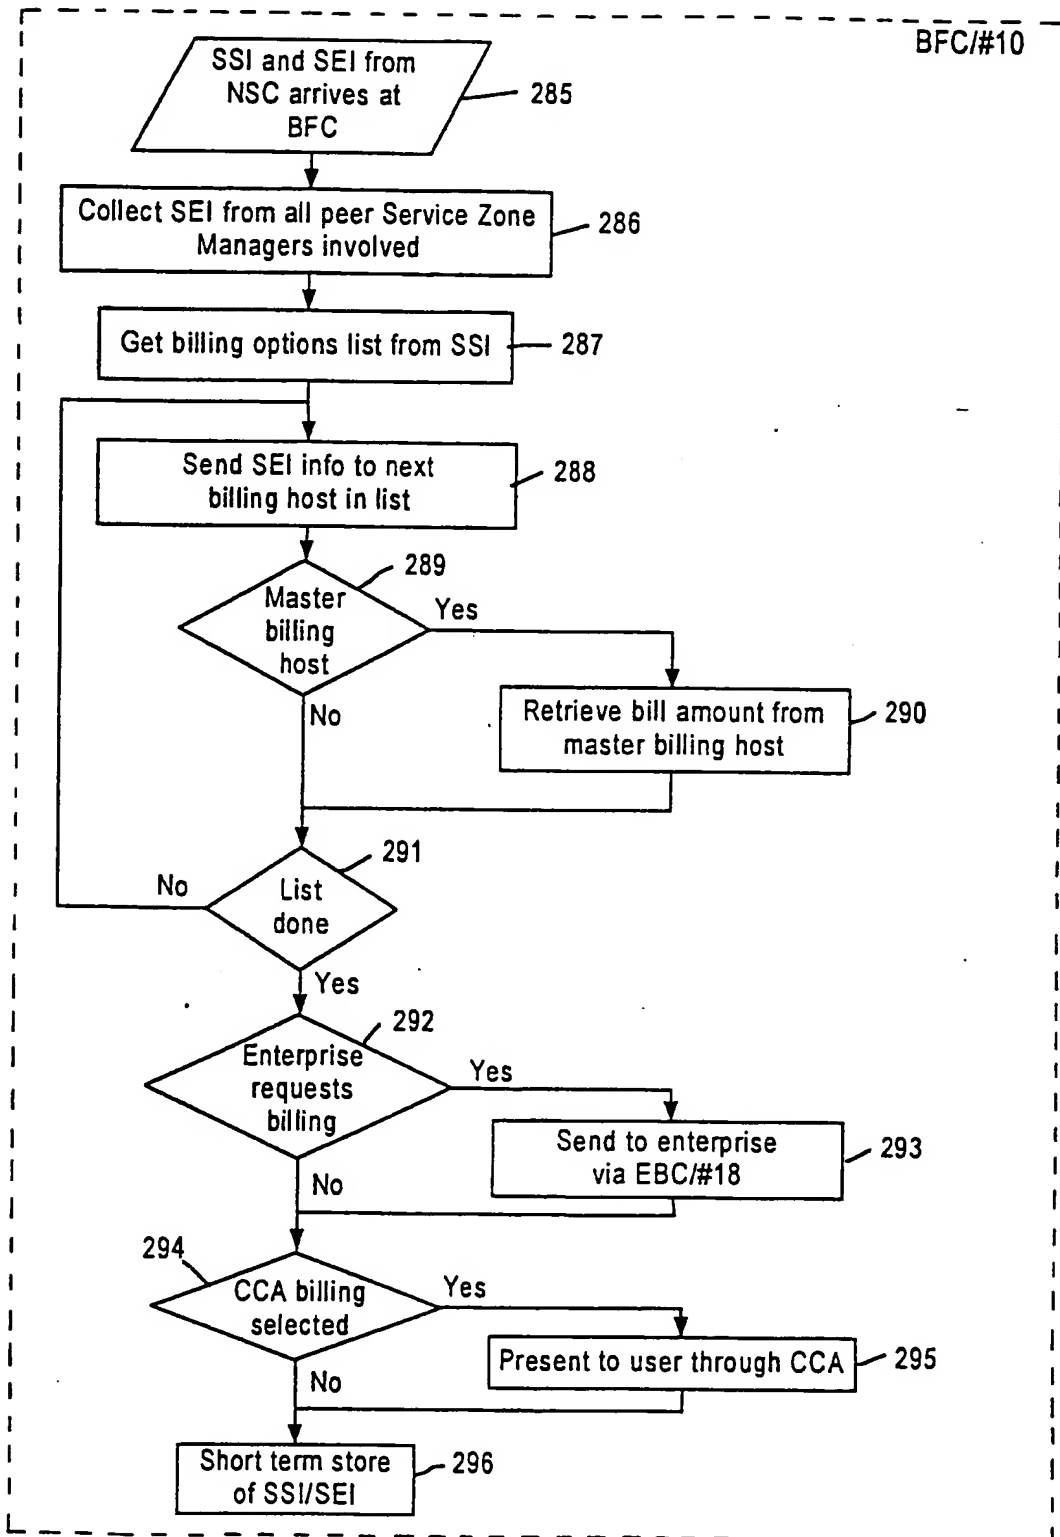 BFC/#10
SSI and SEI from
NSC arrives at
BFC
285
Collect SEI from all peer Service Zone
Managers involved
286
Get billing options list from SSI
287
Send SEI info to next
billing host in list
288
289
Master
billing
host
Yes
No
Retrieve bill amount from
master billing host
290
291
List
done
No
Yes
292
Enterprise
requests
billing
Yes
No
Send to enterprise
via EBC/#18
293
294
CCA billing
selected
Yes
No
Present to user through CCA
295
Short term store
of SSI/SEI
296